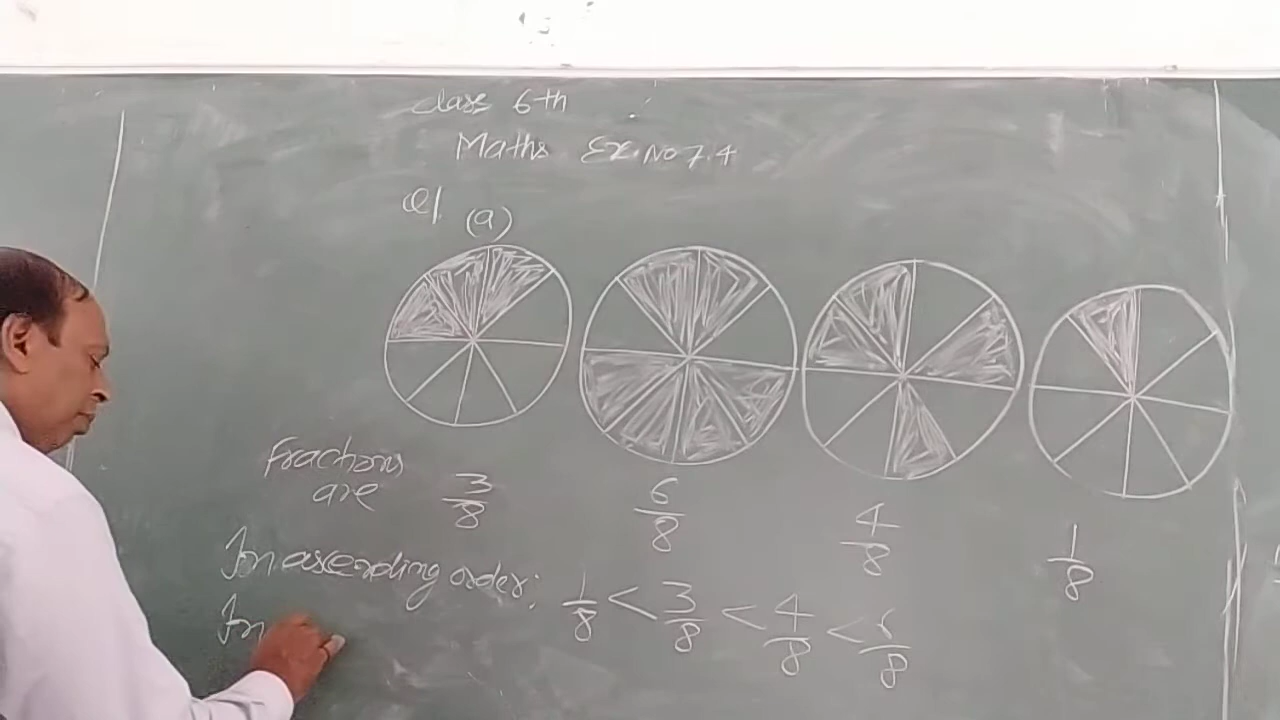 Class 6th
Maths Ex.No 7.4
Q1. (a)
Fractions are 3/8 6/8 4/8 1/8
In ascending order: 1/8 < 3/8 < 4/8 < 6/8
In